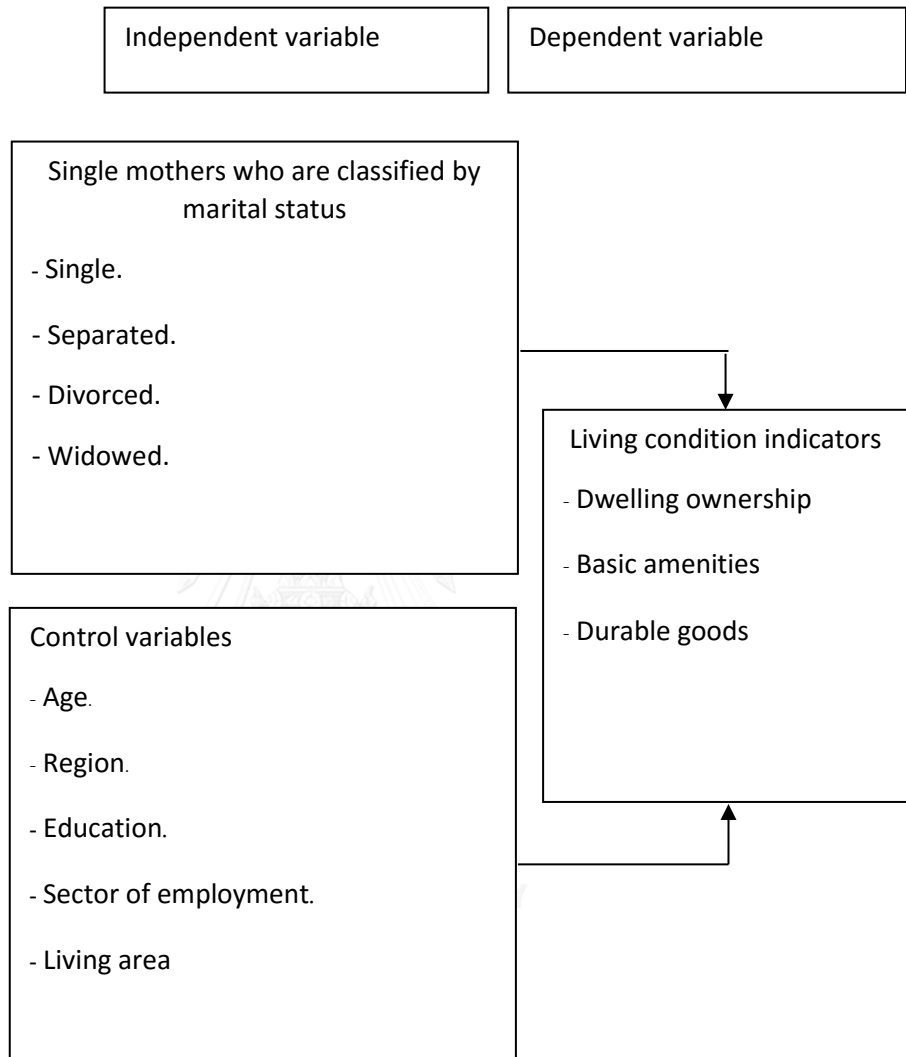 Independent variable
Dependent variable
Single mothers who are classified by
marital status
- Single.
- Separated.
- Divorced.
- Widowed.
Living condition indicators
- Dwelling ownership
- Basic amenities
- Durable goods
Control variables
- Age.
- Region.
- Education.
- Sector of employment.
- Living area